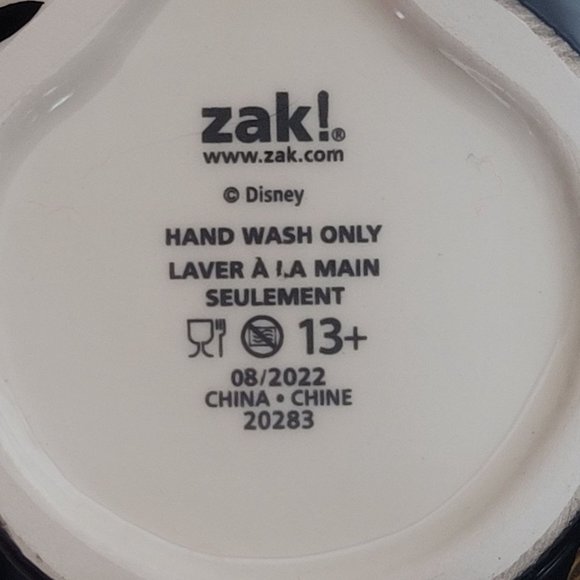 zak!®
www.zak.com
© Disney
HAND WASH ONLY
LAVER À LA MAIN
SEULEMENT
13+
08/2022
CHINA • CHINE
20283